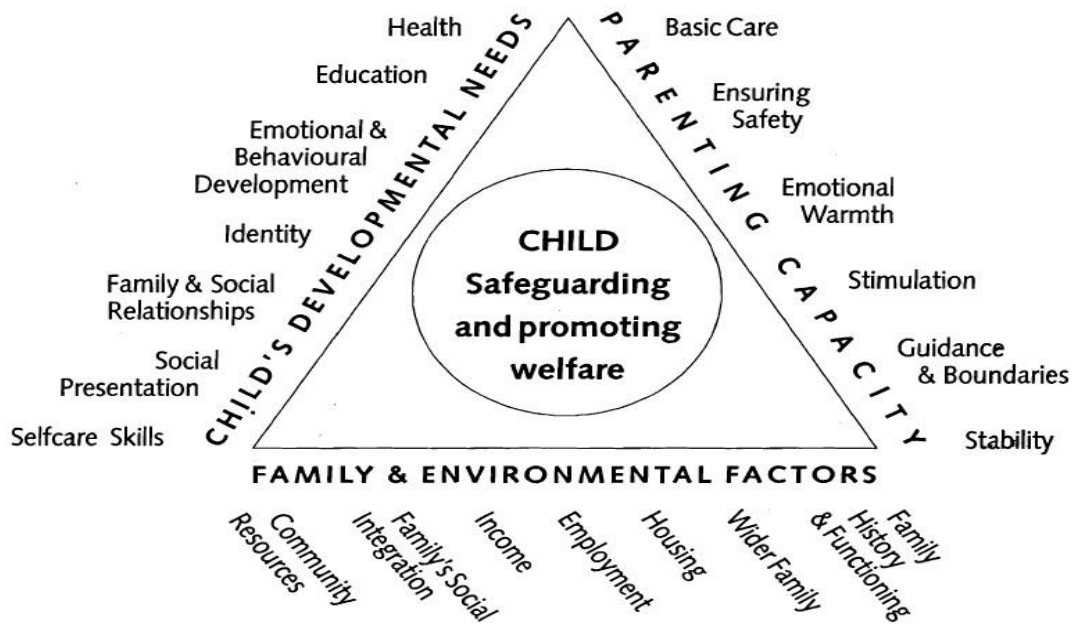 Health
Education
Emotional &
Behavioural
Development
Identity
Family & Social
Relationships
Social
Presentation
Selfcare Skills
CHILD'S DEVELOPMENTAL NEEDS
CHILD
Safeguarding
and promoting
welfare
PARENTING CAPACITY
Basic Care
Ensuring
Safety
Emotional
Warmth
Stimulation
Guidance
& Boundaries
Stability
FAMILY & ENVIRONMENTAL FACTORS
Community
Resources
Family's Social
Integration
Income
Employment
Housing
Wider Family
Family
History
& Functioning